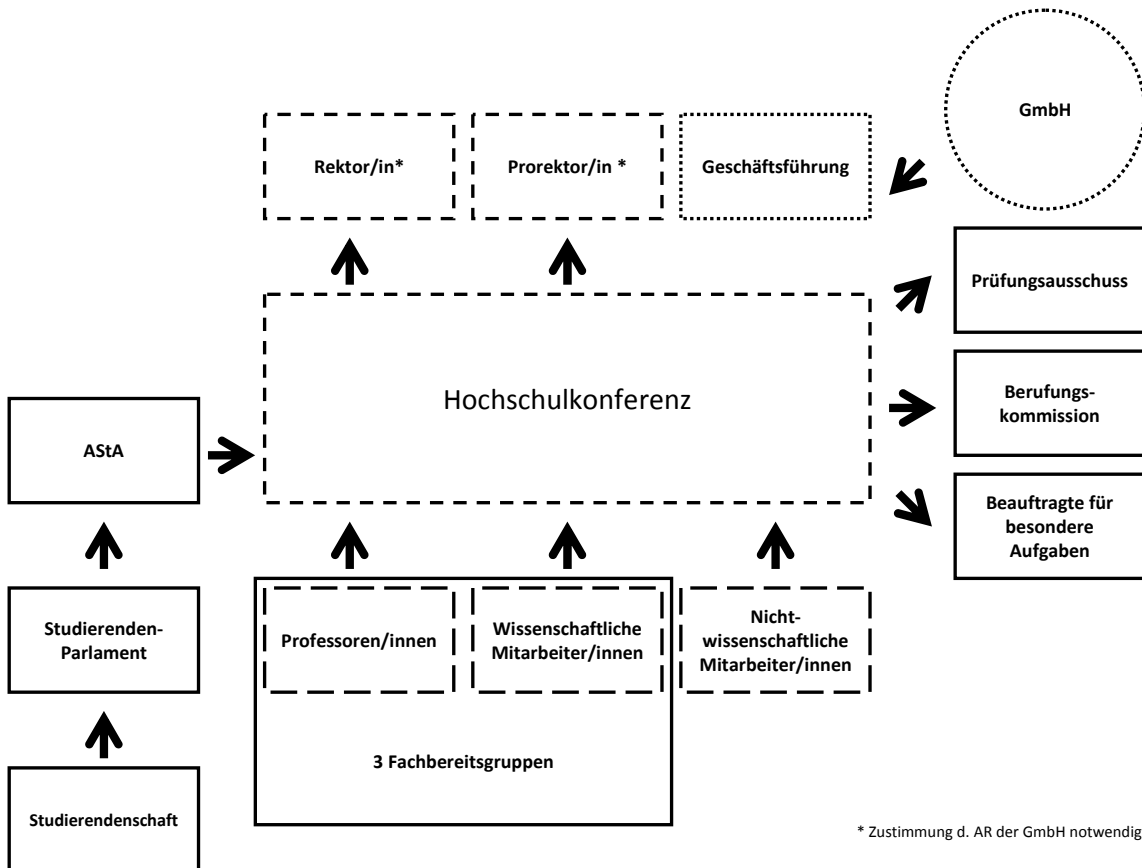 GmbH
Rektor/in*
Prorektor/in *
Geschäftsführung
Prüfungsausschuss
Hochschulkonferenz
Berufungs-
kommission
AStA
Beauftragte für
besondere
Aufgaben
Studierenden-
Parlament
Professoren/innen
Wissenschaftliche
Mitarbeiter/innen
Nicht-
wissenschaftliche
Mitarbeiter/innen
3 Fachbereitsgruppen
Studierendenschaft
* Zustimmung d. AR der GmbH notwendig